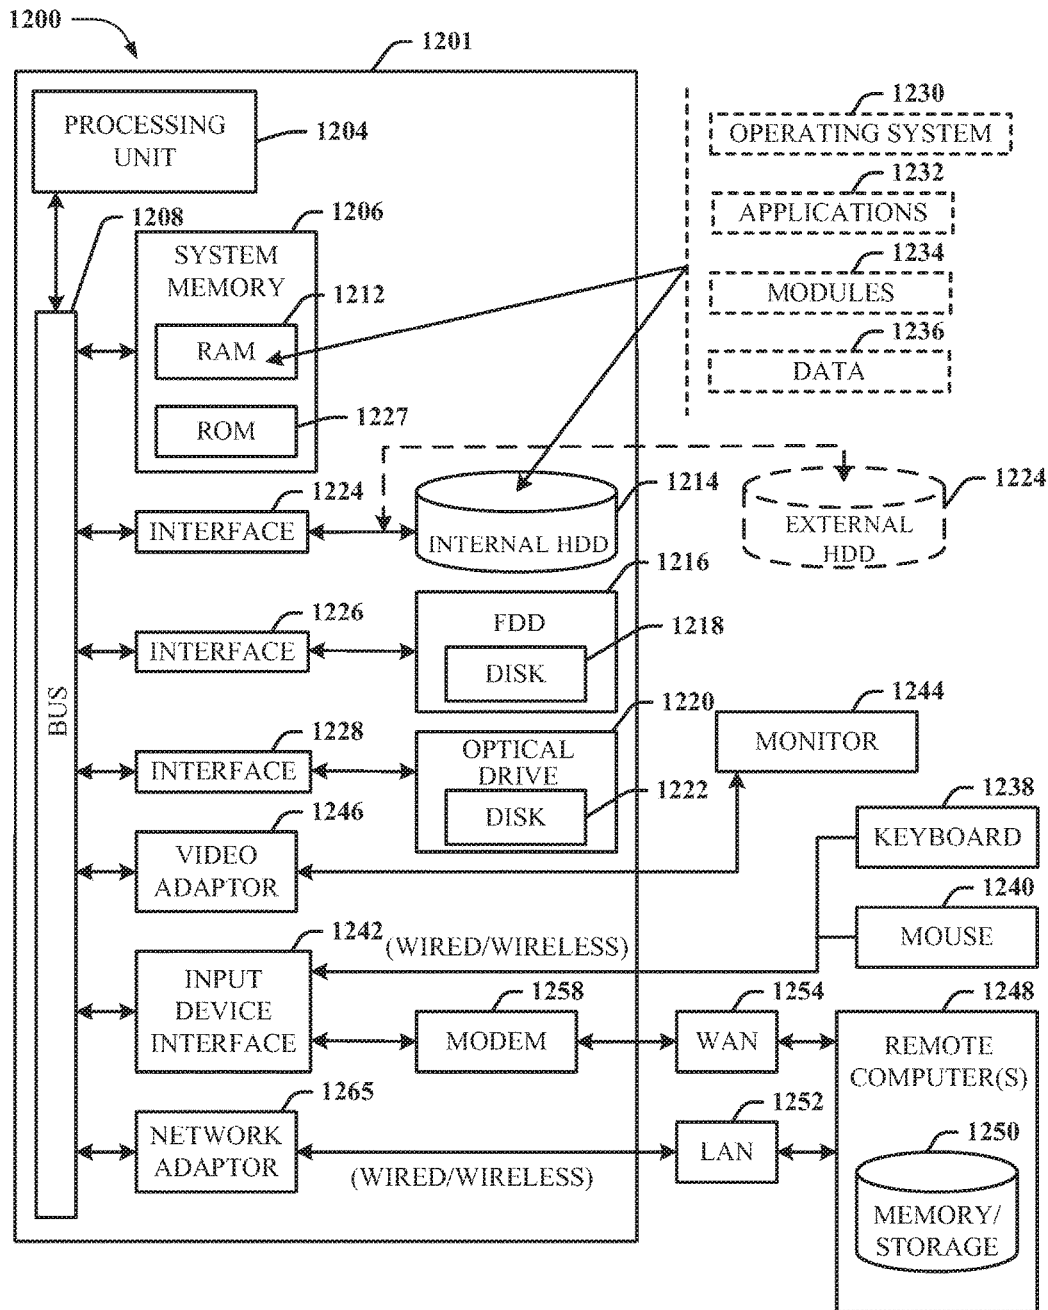 1200
1201
PROCESSING
UNIT
1204
1230
OPERATING SYSTEM
1232
APPLICATIONS
1234
MODULES
1236
DATA
1208
1206
SYSTEM
MEMORY
1212
RAM
1227
ROM
1224
INTERFACE
1214
INTERNAL HDD
1224
EXTERNAL
HDD
1226
INTERFACE
1216
FDD
1218
DISK
BUS
1228
INTERFACE
1220
OPTICAL
DRIVE
1222
DISK
1244
MONITOR
1246
VIDEO
ADAPTOR
1238
KEYBOARD
1240
MOUSE
1242
INPUT
DEVICE
INTERFACE
(WIRED/WIRELESS)
1258
MODEM
1254
WAN
1248
REMOTE
COMPUTER(S)
1265
NETWORK
ADAPTOR
(WIRED/WIRELESS)
1252
LAN
1250
MEMORY/
STORAGE